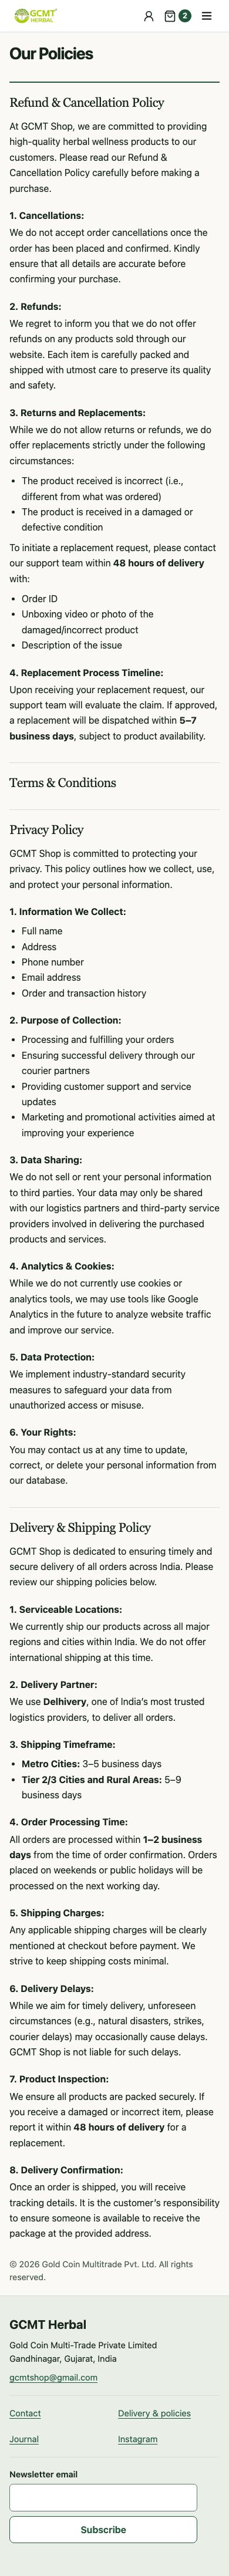 GCMT
HERBAL
2
Our Policies
Refund & Cancellation Policy
At GCMT Shop, we are committed to providing
high-quality herbal wellness products to our
customers. Please read our Refund &
Cancellation Policy carefully before making a
purchase.
1. Cancellations:
We do not accept order cancellations once the
order has been placed and confirmed. Kindly
ensure that all details are accurate before
confirming your purchase.
2. Refunds:
We regret to inform you that we do not offer
refunds on any products sold through our
website. Each item is carefully packed and
shipped with utmost care to preserve its quality
and safety.
3. Returns and Replacements:
While we do not allow returns or refunds, we do
offer replacements strictly under the following
circumstances:
• The product received is incorrect (i.e.,
different from what was ordered)
• The product is received in a damaged or
defective condition
To initiate a replacement request, please contact
our support team within 48 hours of delivery
with:
• Order ID
• Unboxing video or photo of the
damaged/incorrect product
• Description of the issue
4. Replacement Process Timeline:
Upon receiving your replacement request, our
support team will evaluate the claim. If approved,
a replacement will be dispatched within 5–7
business days, subject to product availability.
Terms & Conditions
Privacy Policy
GCMT Shop is committed to protecting your
privacy. This policy outlines how we collect, use,
and protect your personal information.
1. Information We Collect:
• Full name
• Address
• Phone number
• Email address
• Order and transaction history
2. Purpose of Collection:
• Processing and fulfilling your orders
• Ensuring successful delivery through our
courier partners
• Providing customer support and service
updates
• Marketing and promotional activities aimed at
improving your experience
3. Data Sharing:
We do not sell or rent your personal information
to third parties. Your data may only be shared
with our logistics partners and third-party service
providers involved in delivering the purchased
products and services.
4. Analytics & Cookies:
While we do not currently use cookies or
analytics tools, we may use tools like Google
Analytics in the future to analyze website traffic
and improve our service.
5. Data Protection:
We implement industry-standard security
measures to safeguard your data from
unauthorized access or misuse.
6. Your Rights:
You may contact us at any time to update,
correct, or delete your personal information from
our database.
Delivery & Shipping Policy
GCMT Shop is dedicated to ensuring timely and
secure delivery of all orders across India. Please
review our shipping policies below.
1. Serviceable Locations:
We currently ship our products across all major
regions and cities within India. We do not offer
international shipping at this time.
2. Delivery Partner:
We use Delhivery, one of India's most trusted
logistics providers, to deliver all orders.
3. Shipping Timeframe:
• Metro Cities: 3–5 business days
• Tier 2/3 Cities and Rural Areas: 5–9
business days
4. Order Processing Time:
All orders are processed within 1–2 business
days from the time of order confirmation. Orders
placed on weekends or public holidays will be
processed on the next working day.
5. Shipping Charges:
Any applicable shipping charges will be clearly
mentioned at checkout before payment. We
strive to keep shipping costs minimal.
6. Delivery Delays:
While we aim for timely delivery, unforeseen
circumstances (e.g., natural disasters, strikes,
courier delays) may occasionally cause delays.
GCMT Shop is not liable for such delays.
7. Product Inspection:
We ensure all products are packed securely. If
you receive a damaged or incorrect item, please
report it within 48 hours of delivery for a
replacement.
8. Delivery Confirmation:
Once an order is shipped, you will receive
tracking details. It is the customer's responsibility
to ensure someone is available to receive the
package at the provided address.
© 2026 Gold Coin Multitrade Pvt. Ltd. All rights
reserved.
GCMT Herbal
Gold Coin Multi-Trade Private Limited
Gandhinagar, Gujarat, India
gcmtshop@gmail.com
Contact
Delivery & policies
Journal
Instagram
Newsletter email
Subscribe